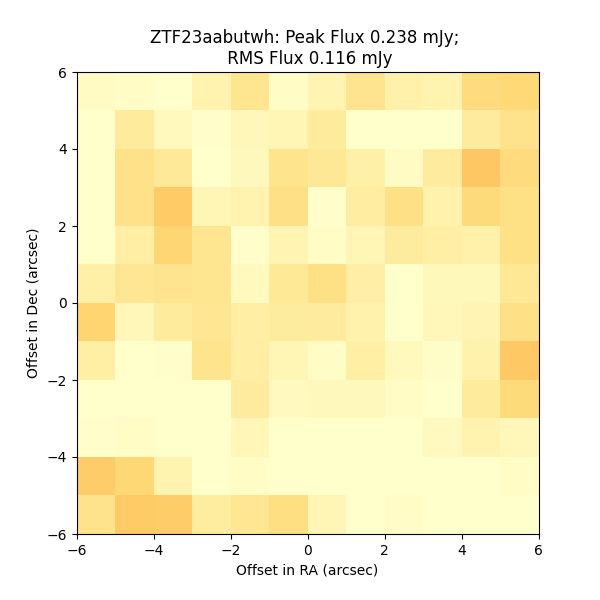 ZTF23aabutwh: Peak Flux 0.238 mJy;
RMS Flux 0.116 mJy
6
4
2
0
−2
−4
−6
Offset in Dec (arcsec)
−6 −4 −2 0 2 4 6
Offset in RA (arcsec)